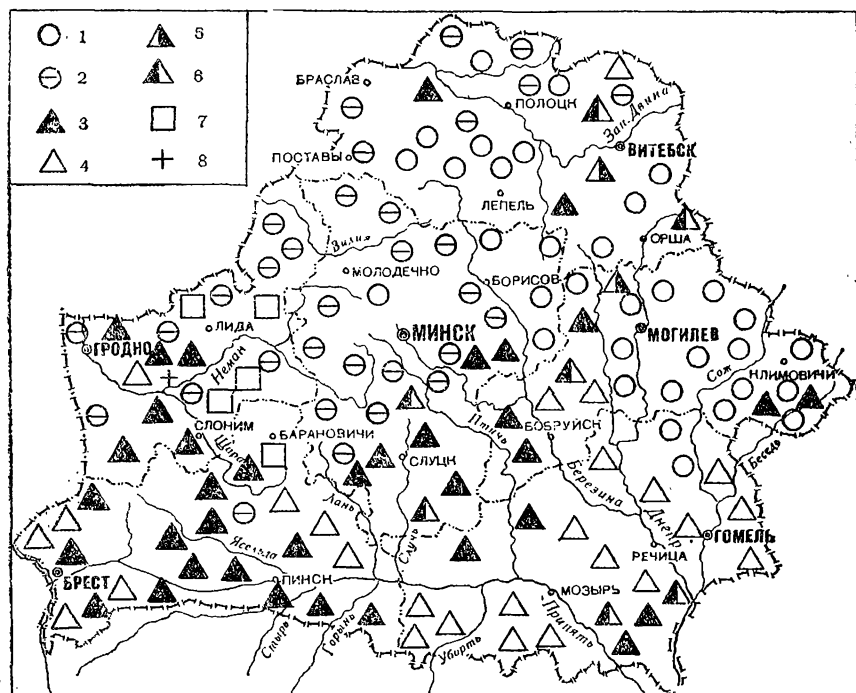 1 5
2 6
3 7
4 8
БРАСЛАВ
ПОЛОЦК
Зап. Двина
ВИТЕБСК
ПОСТАВЫ
ЛЕПЕЛЬ
ОРША
Вилия
МОЛОДЕЧНО
БОРИСОВ
ЛИДА
МИНСК
МОГИЛЕВ
ГРОДНО
Неман
Сож
КЛИМОВИЧИ
СЛОНИМ
Щара
БАРАНОВИЧИ
Птичь
БОБРУЙСК
Беседь
СЛУЦК
Березина
Лань
Случь
Днепр
ГОМЕЛЬ
Ясельда
РЕЧИЦА
БРЕСТ
ПИНСК
МОЗЫРЬ
Стырь
Горынь
Убарть
Припять